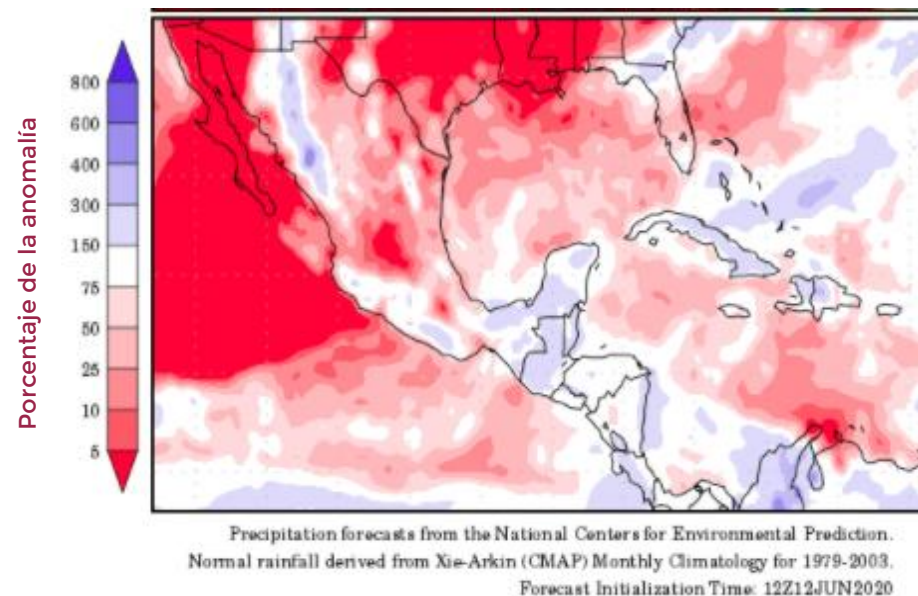 Porcentaje de la anomalía
800
600
400
300
150
75
50
25
10
5
Precipitation forecasts from the National Centers for Environmental Prediction.
Normal rainfall derived from Xie-Arkin (CMAP) Monthly Climatology for 1979-2003.
Forecast Initialization Time: 12Z12JUN2020